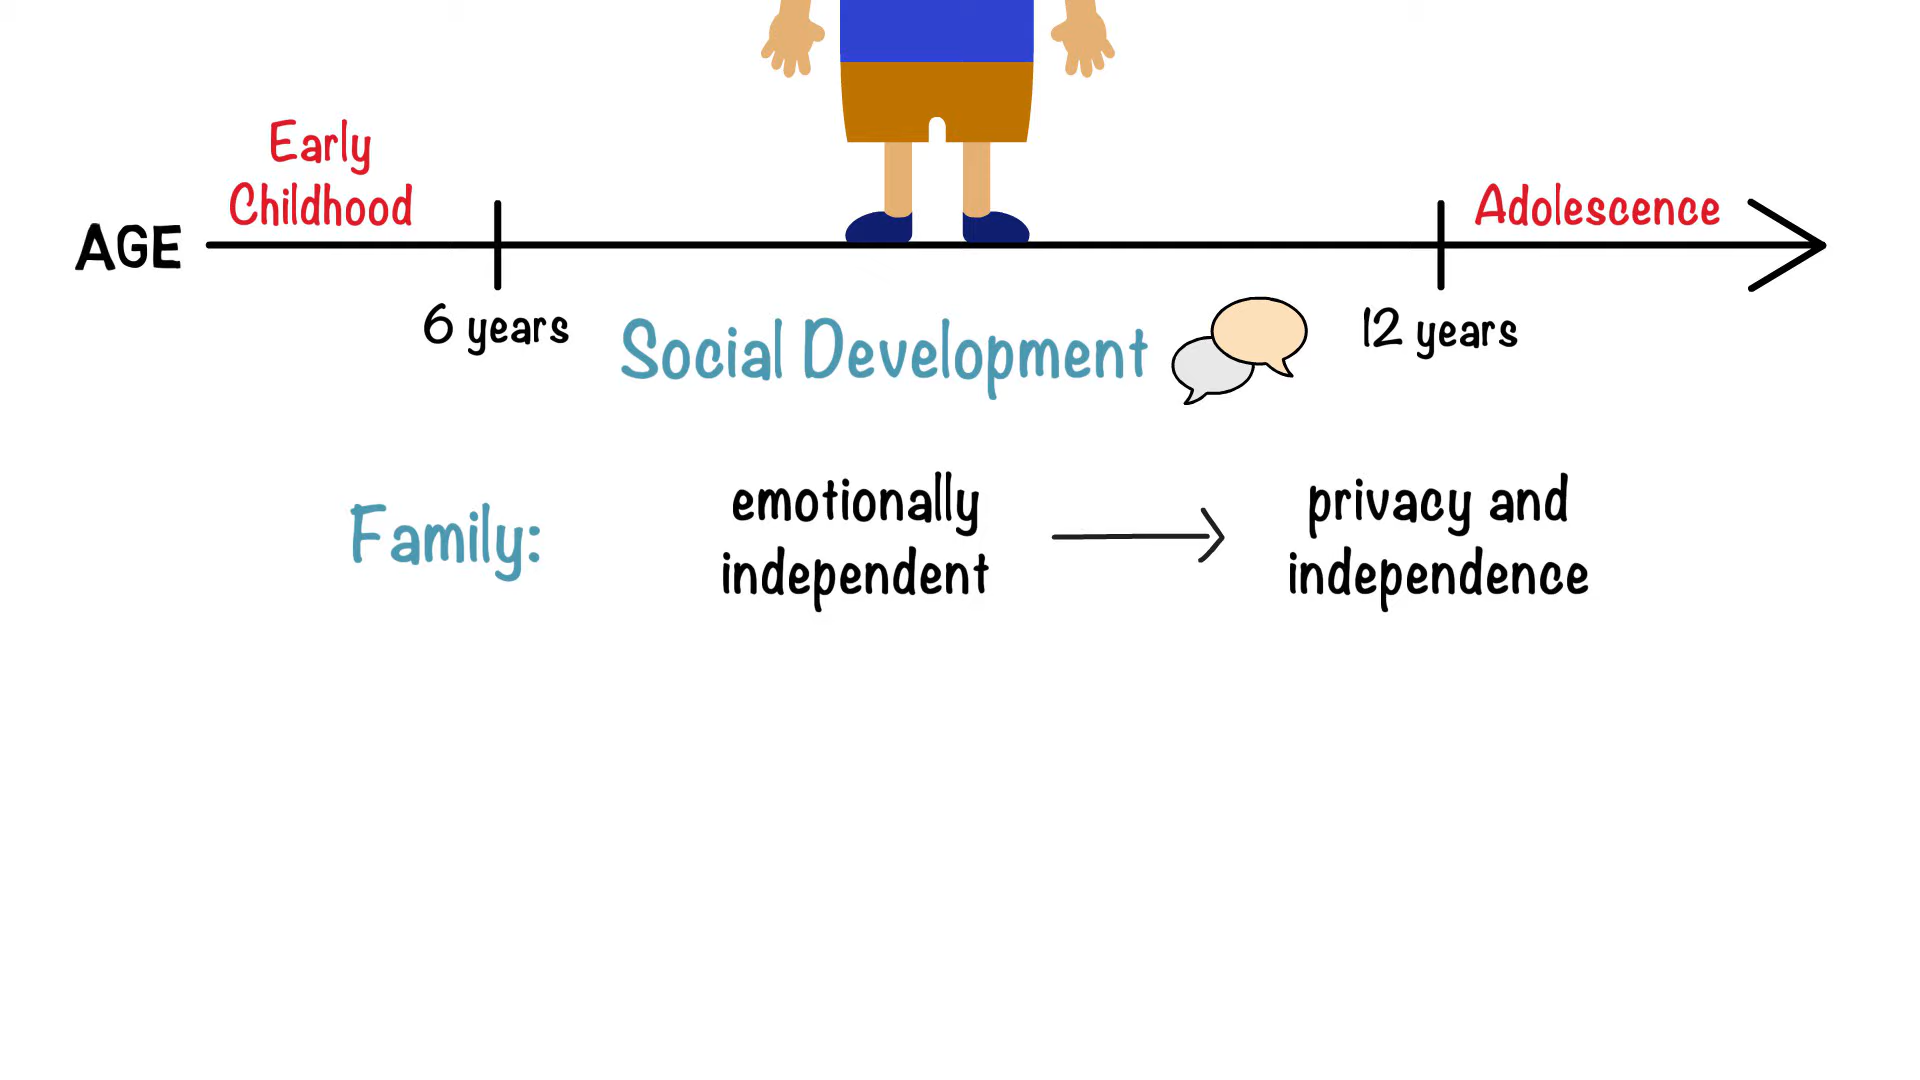 Early
Childhood
Adolescence
AGE
6 years
12 years
Social Development
Family:
emotionally
independent
privacy and
independence